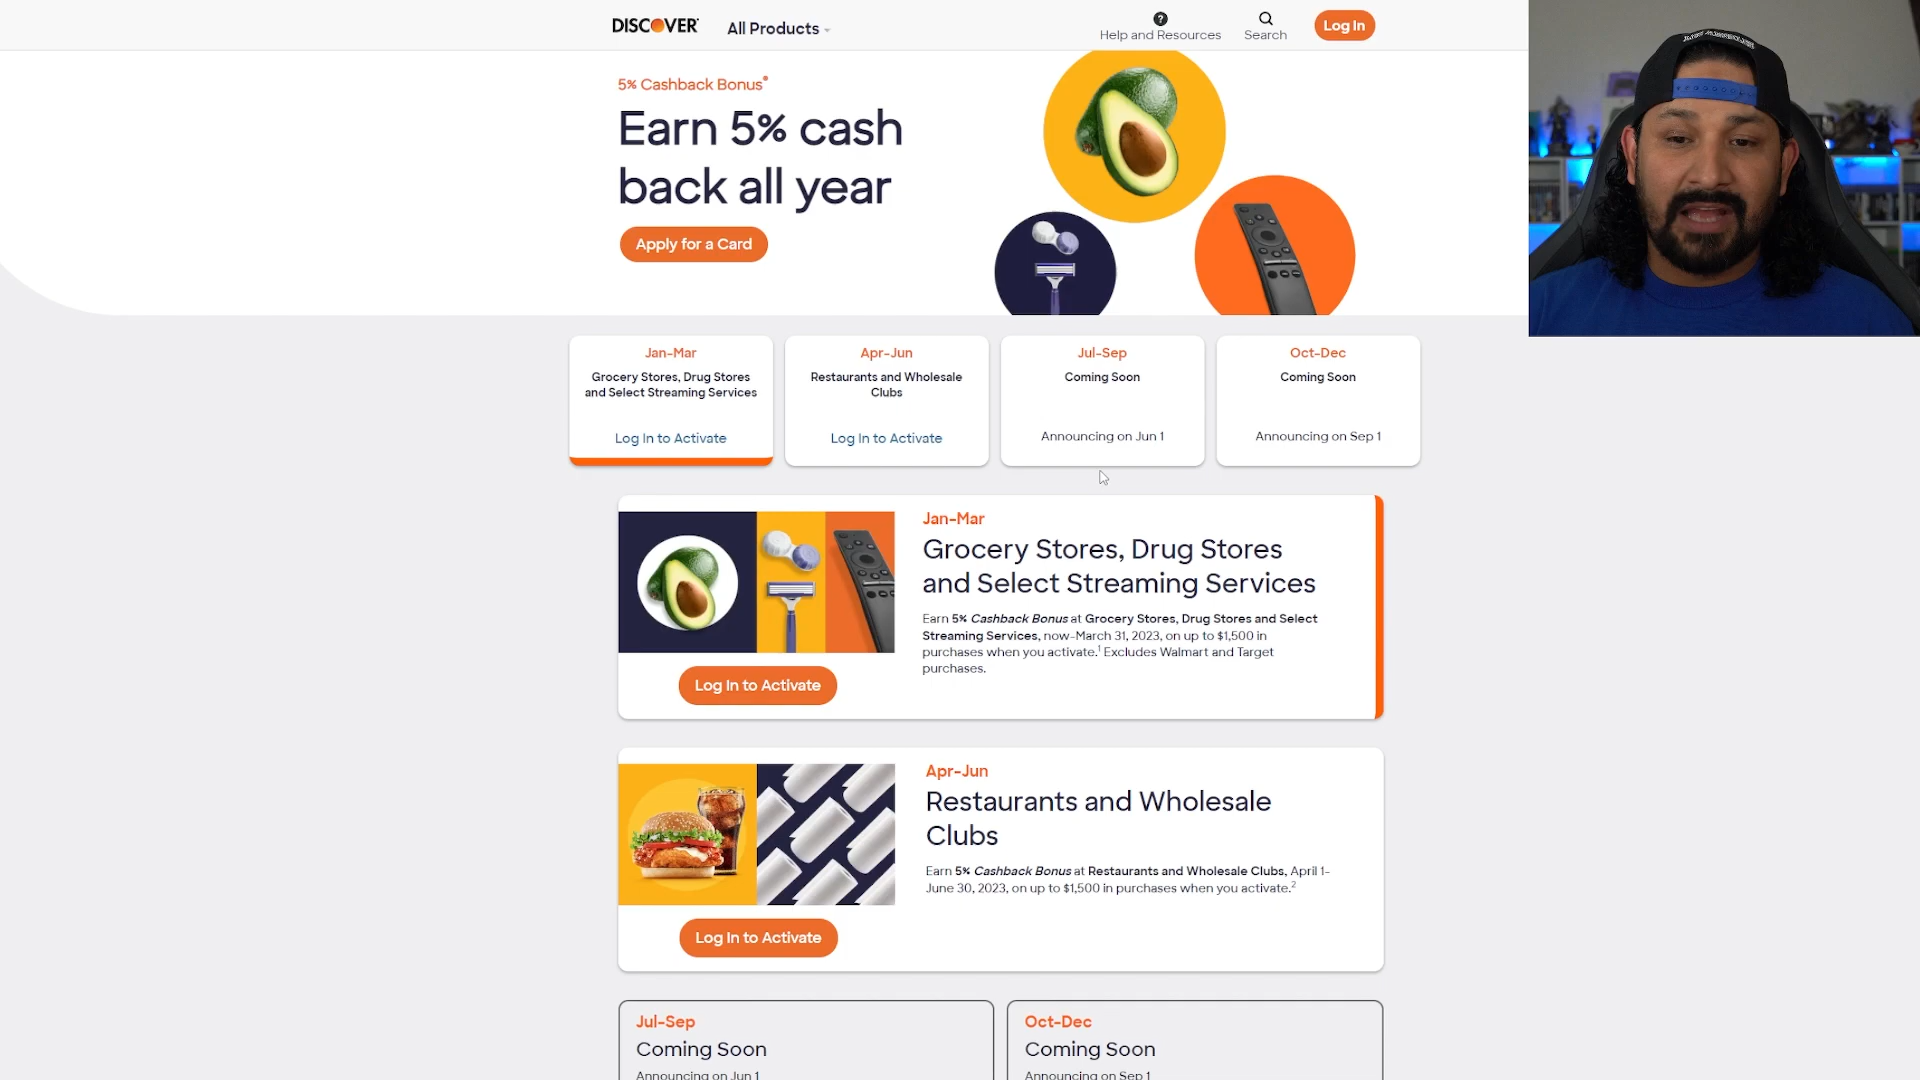 DISCOVER
All Products
Help and Resources
Search
Log In
5% Cashback Bonus®
Earn 5% cash
back all year
Apply for a Card
Jan-Mar
Grocery Stores, Drug Stores
and Select Streaming Services
Log In to Activate
Apr-Jun
Restaurants and Wholesale
Clubs
Log In to Activate
Jul-Sep
Coming Soon
Announcing on Jun 1
Oct-Dec
Coming Soon
Announcing on Sep 1
Jan-Mar
Grocery Stores, Drug Stores
and Select Streaming Services
Earn 5% Cashback Bonus at Grocery Stores, Drug Stores and Select
Streaming Services, now-March 31, 2023, on up to $1,500 in
purchases when you activate.1 Excludes Walmart and Target
purchases.
Log In to Activate
Apr-Jun
Restaurants and Wholesale
Clubs
Earn 5% Cashback Bonus at Restaurants and Wholesale Clubs, April 1-
June 30, 2023, on up to $1,500 in purchases when you activate.2
Log In to Activate
Jul-Sep
Coming Soon
Announcing on Jun 1
Oct-Dec
Coming Soon
Announcing on Sep 1